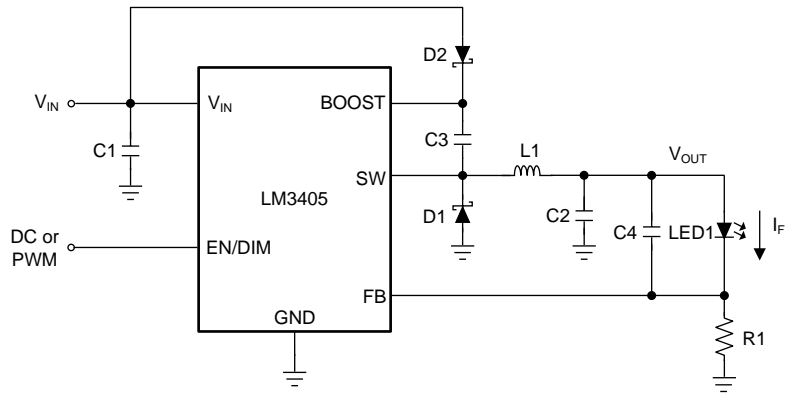 D2
V_IN
V_IN
BOOST
C1
C3
L1
V_OUT
SW
LM3405
D1
C2
C4
LED1
I_F
DC or
PWM
EN/DIM
FB
GND
R1